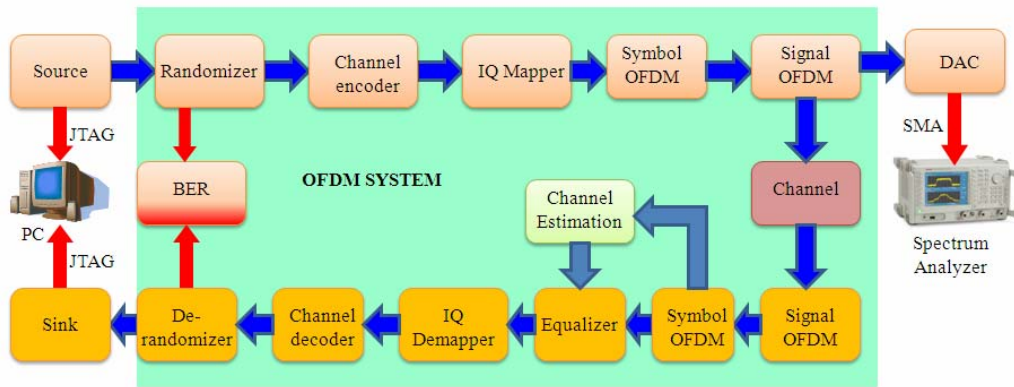 Source
Randomizer
Channel
encoder
IQ Mapper
Symbol
OFDM
Signal
OFDM
DAC
JTAG
SMA
PC
BER
OFDM SYSTEM
Channel
Estimation
Channel
Spectrum
Analyzer
JTAG
Sink
De-
randomizer
Channel
decoder
IQ
Demapper
Equalizer
Symbol
OFDM
Signal
OFDM